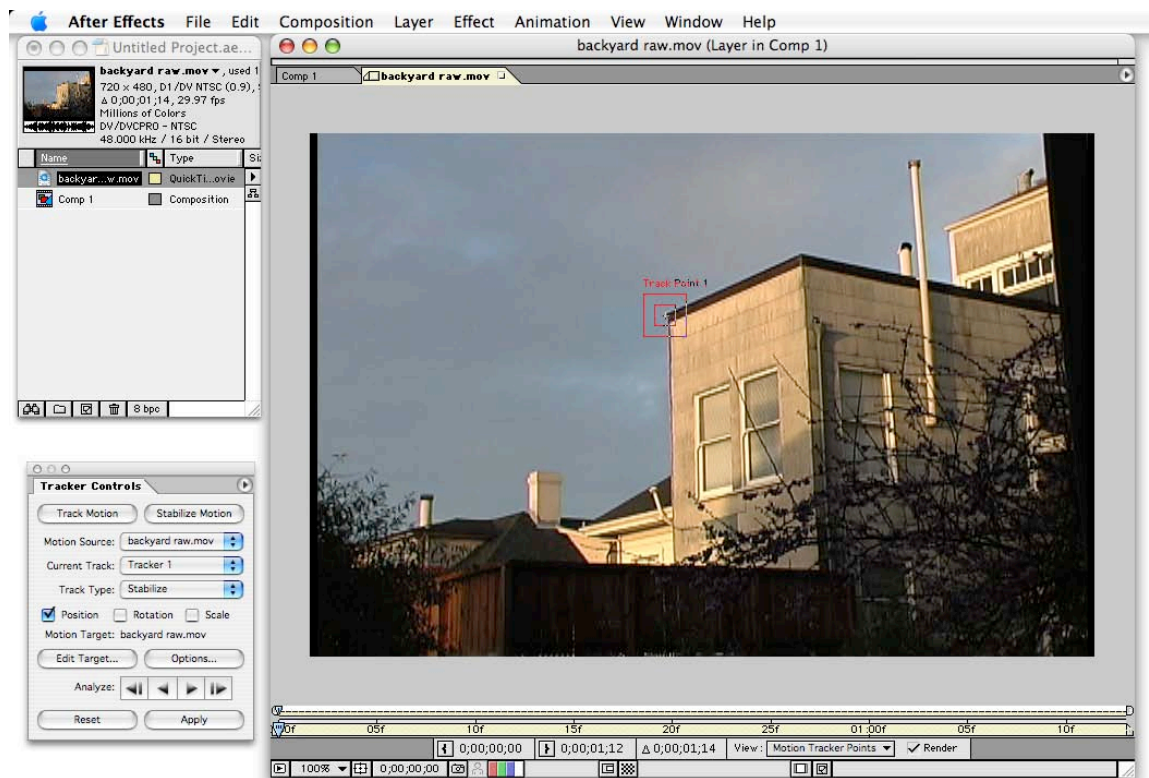 After Effects File Edit Composition Layer Effect Animation View Window Help
Untitled Project.ae...
backyard raw.mov, used 1
720 x 480, D1/DV NTSC (0.9),
Δ 0;00;01;14, 29.97 fps
Millions of Colors
DV/DVCPRO - NTSC
48.000 kHz / 16 bit / Stereo
Name Type Si
backyar...w.mov QuickTi...ovie
Comp 1 Composition
8 bpc
Tracker Controls
Track Motion Stabilize Motion
Motion Source: backyard raw.mov
Current Track: Tracker 1
Track Type: Stabilize
Position Rotation Scale
Motion Target: backyard raw.mov
Edit Target... Options...
Analyze:
Reset Apply
backyard raw.mov (Layer in Comp 1)
Comp 1 backyard raw.mov
Track Point 1
00f 05f 10f 15f 20f 25f 01:00f 05f 10f
0;00;00;00 0;00;01;12 Δ 0;00;01;14 View: Motion Tracker Points Render
100% 0;00;00;00